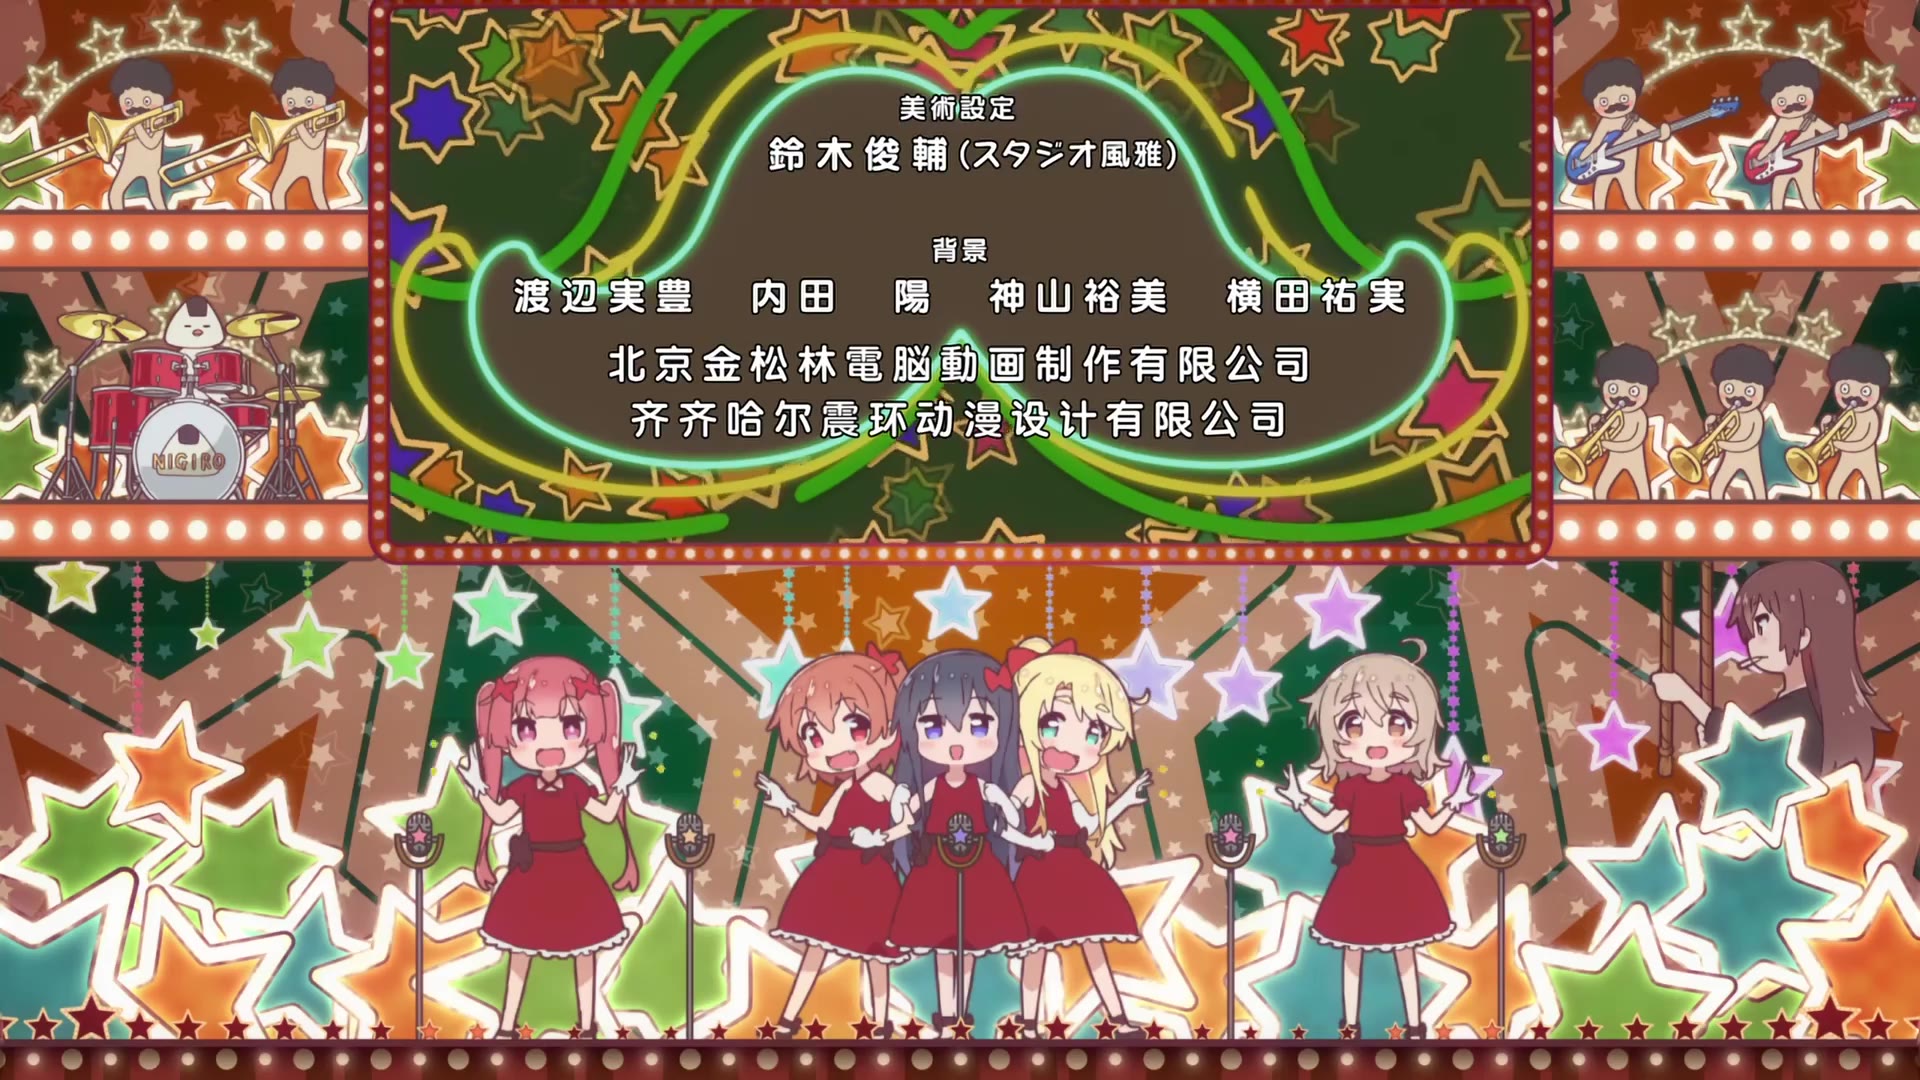 美術設定
鈴木俊輔(スタジオ風雅)
背景
渡辺実豊 内田 陽 神山裕美 横田祐実
北京金松林電脳動画制作有限公司
齐齐哈尔震环动漫设计有限公司
NIGIRO